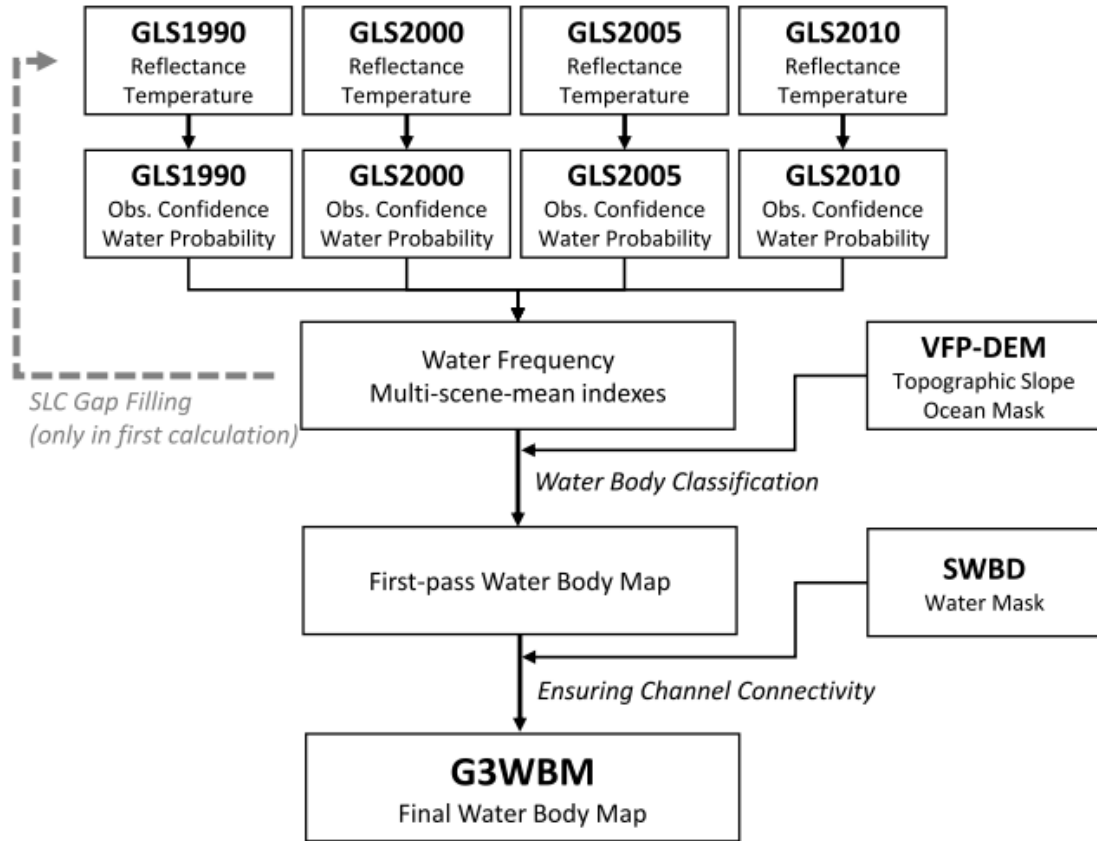 GLS1990
Reflectance
Temperature
GLS2000
Reflectance
Temperature
GLS2005
Reflectance
Temperature
GLS2010
Reflectance
Temperature
GLS1990
Obs. Confidence
Water Probability
GLS2000
Obs. Confidence
Water Probability
GLS2005
Obs. Confidence
Water Probability
GLS2010
Obs. Confidence
Water Probability
Water Frequency
Multi-scene-mean indexes
VFP-DEM
Topographic Slope
Ocean Mask
SLC Gap Filling
(only in first calculation)
Water Body Classification
First-pass Water Body Map
SWBD
Water Mask
Ensuring Channel Connectivity
G3WBM
Final Water Body Map